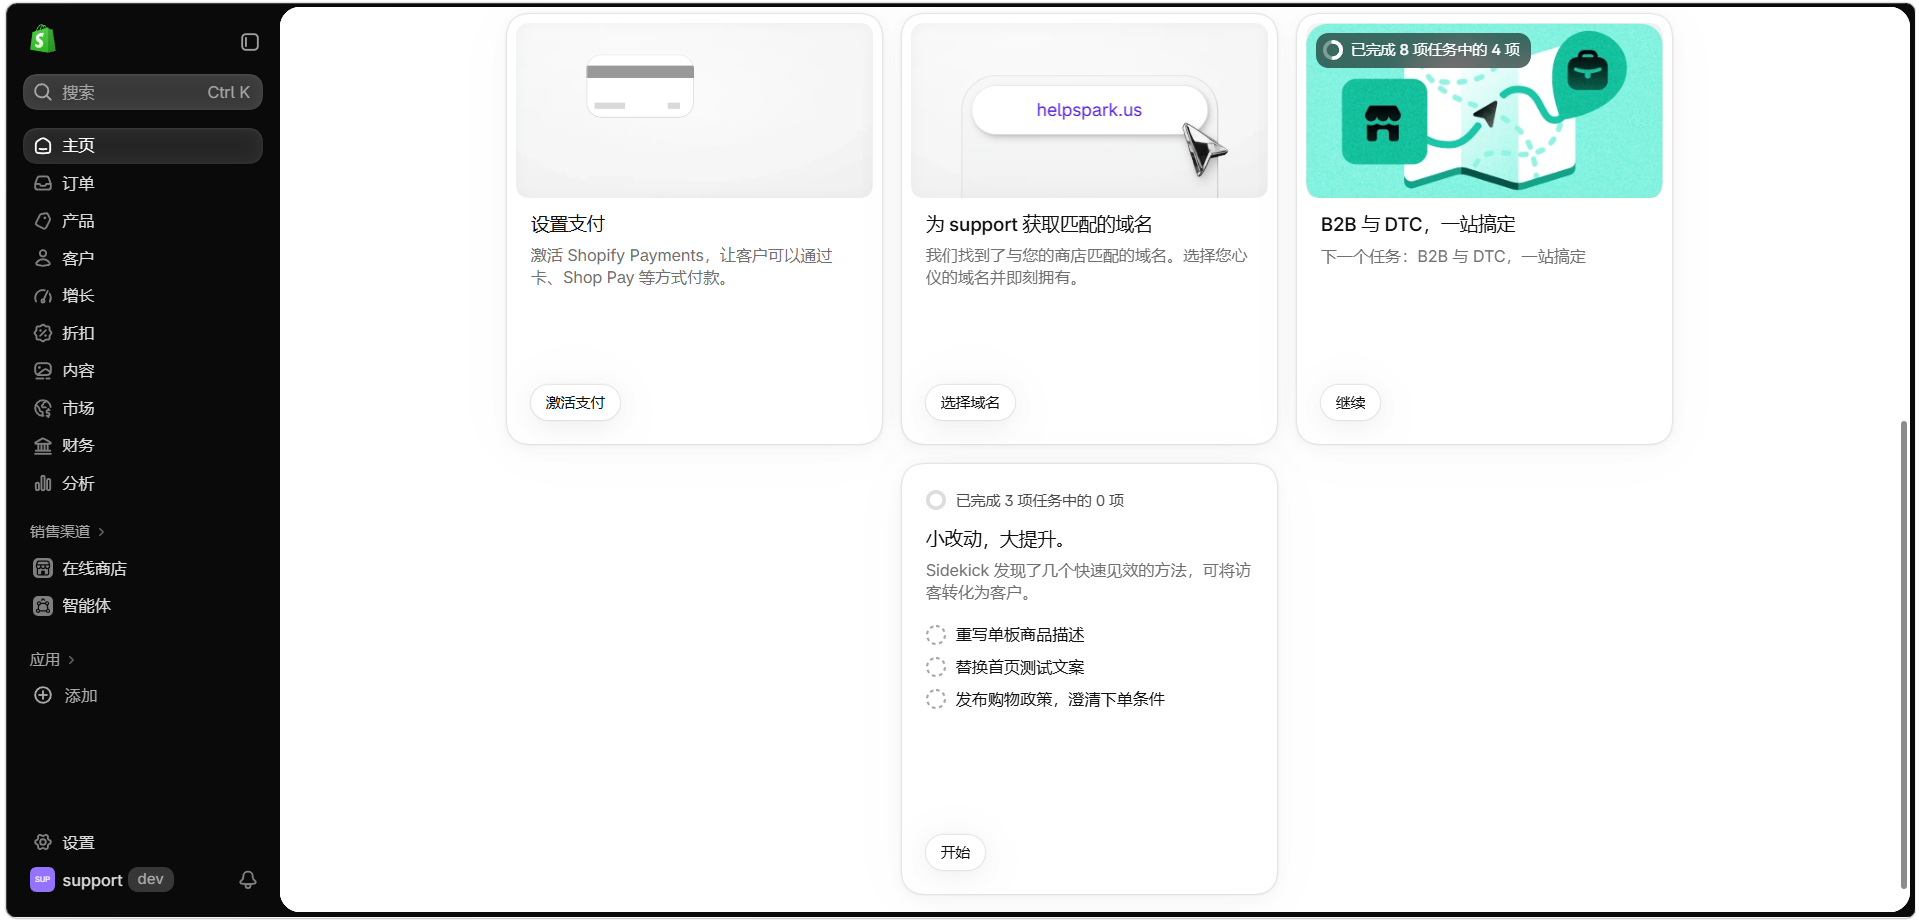 搜索 Ctrl K
主页
订单
产品
客户
增长
折扣
内容
市场
财务
分析
销售渠道
在线商店
智能体
应用
添加
设置
SUP support dev
设置支付
激活 Shopify Payments，让客户可以通过
卡、Shop Pay 等方式付款。
激活支付
helpspark.us
为 support 获取匹配的域名
我们找到了与您的商店匹配的域名。选择您心
仪的域名并即刻拥有。
选择域名
已完成 8 项任务中的 4 项
B2B 与 DTC，一站搞定
下一个任务：B2B 与 DTC，一站搞定
继续
已完成 3 项任务中的 0 项
小改动，大提升。
Sidekick 发现了几个快速见效的方法，可将访
客转化为客户。
重写单板商品描述
替换首页测试文案
发布购物政策，澄清下单条件
开始